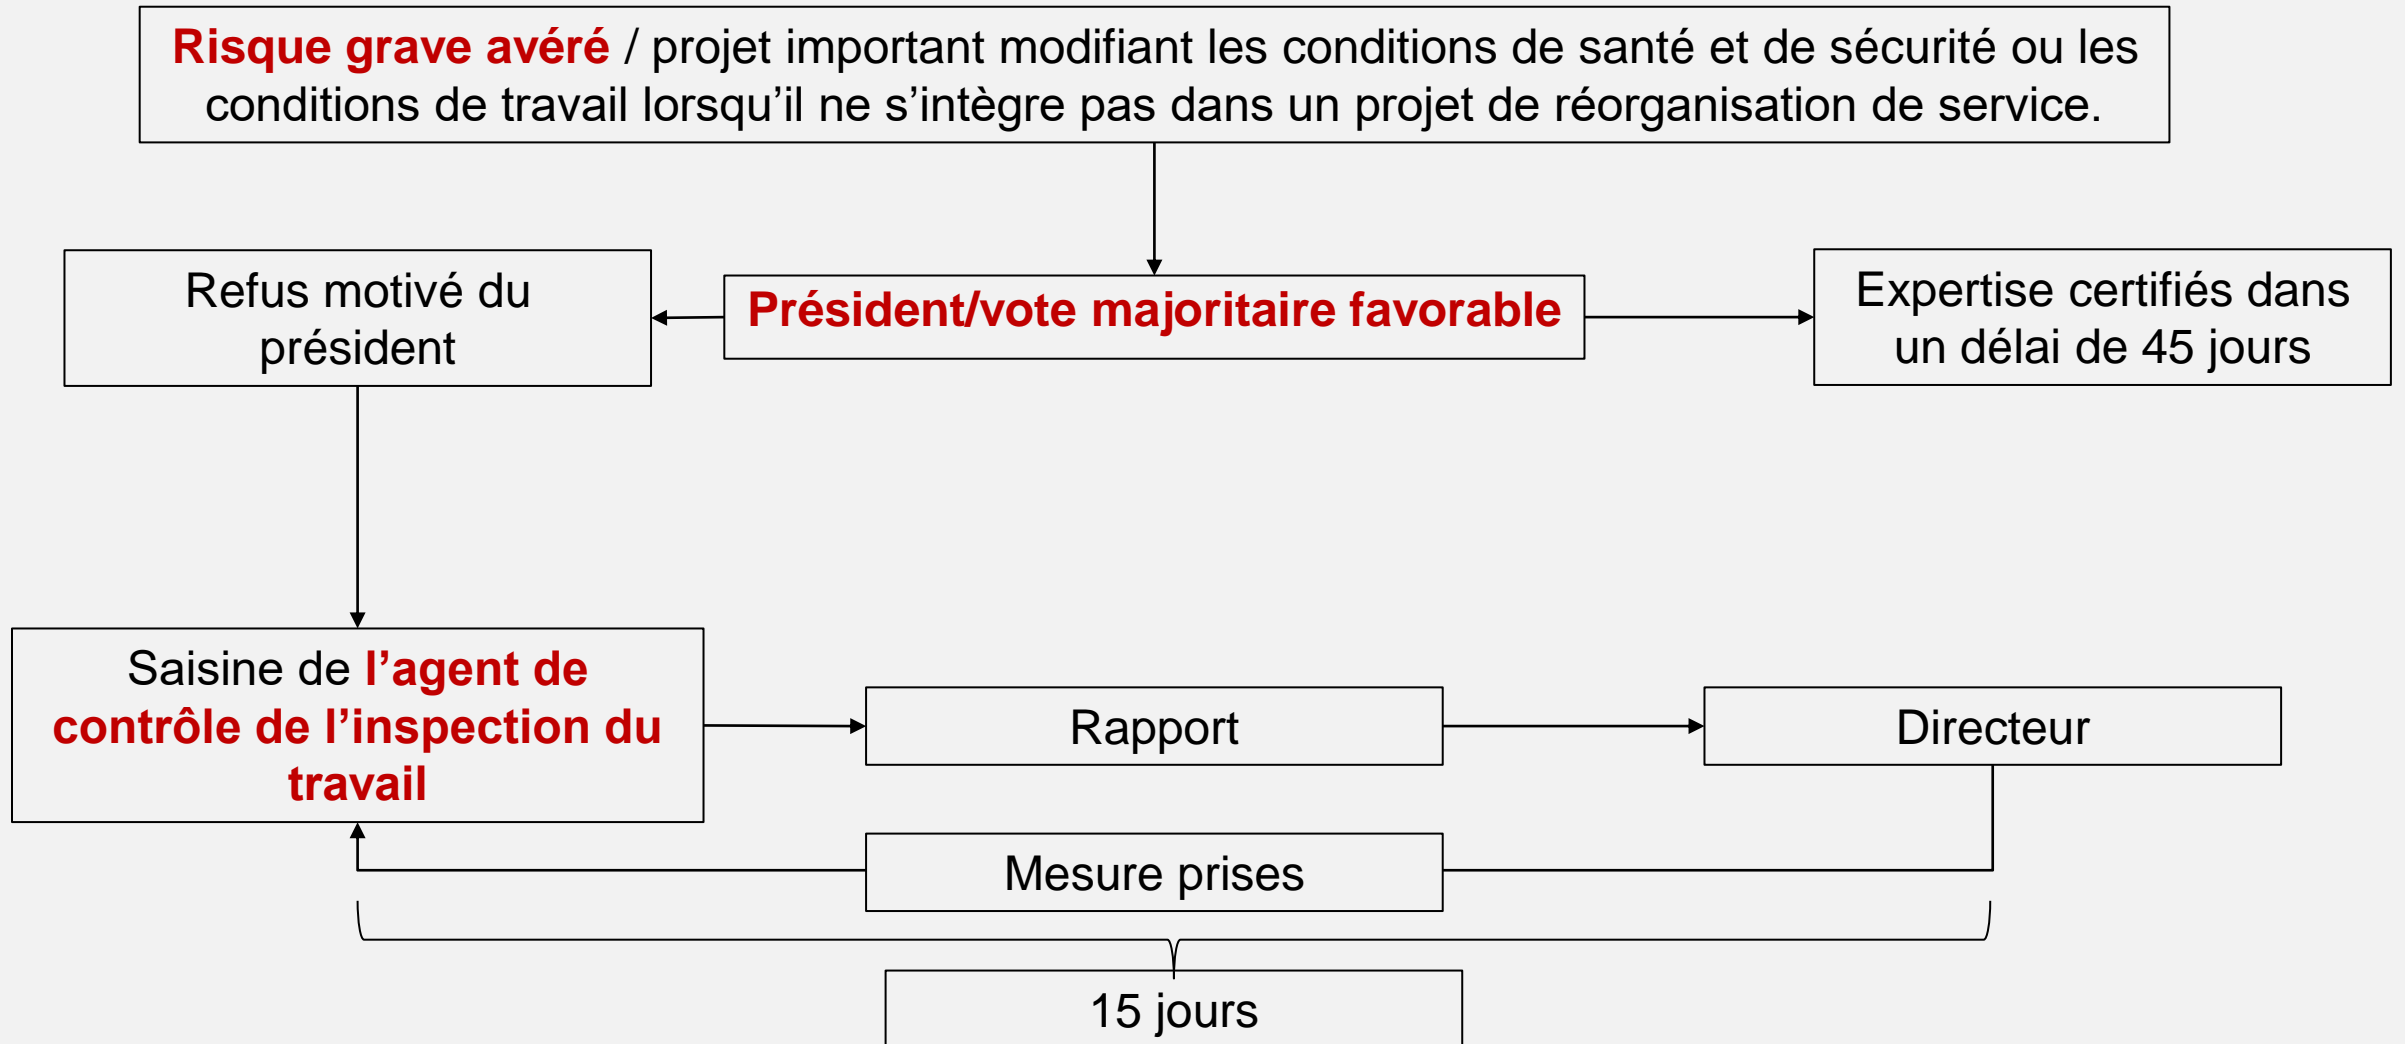 Risque grave avéré / projet important modifiant les conditions de santé et de sécurité ou les
conditions de travail lorsqu’il ne s’intègre pas dans un projet de réorganisation de service.
Refus motivé du
président
Président/vote majoritaire favorable
Expertise certifiés dans
un délai de 45 jours
Saisine de l’agent de
contrôle de l’inspection du
travail
Rapport
Directeur
Mesure prises
15 jours